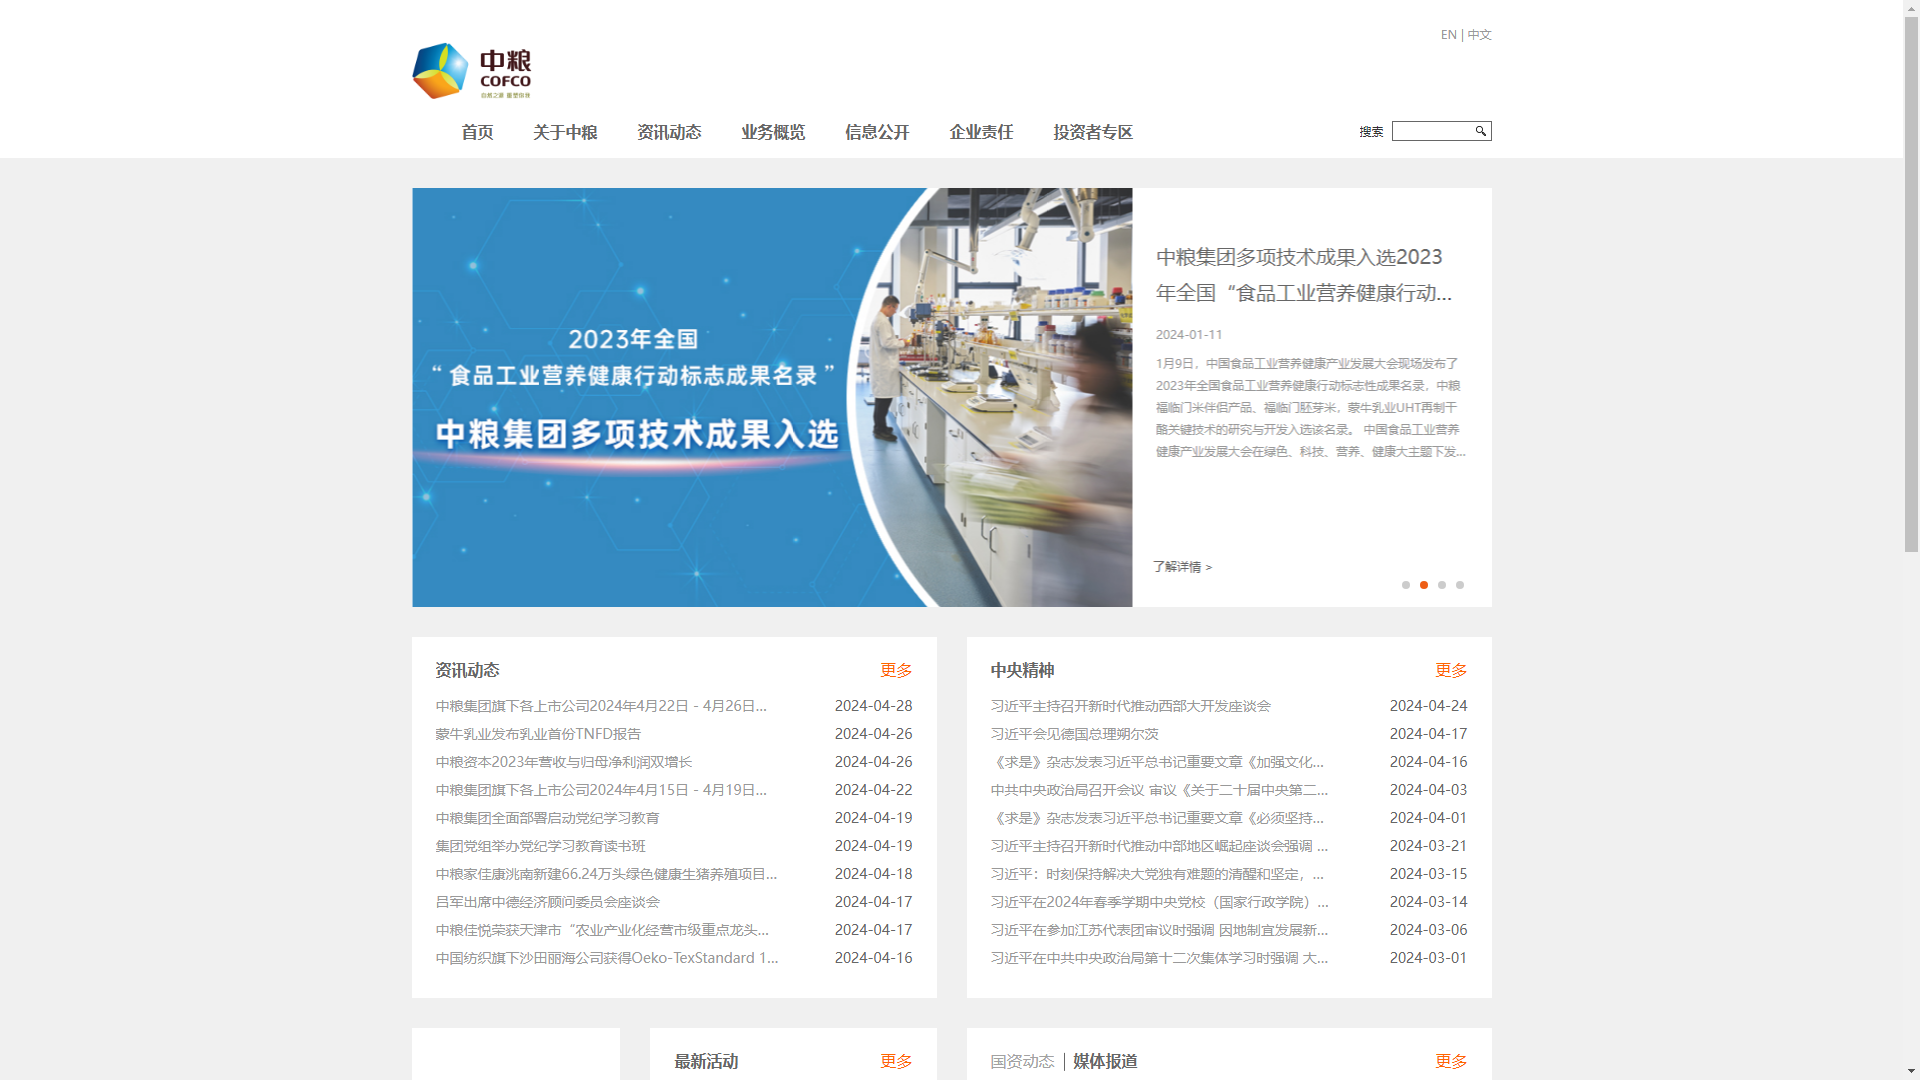 EN | 中文
中粮
COFCO
自然之源 重塑你我
首页 关于中粮 资讯动态 业务概览 信息公开 企业责任 投资者专区
搜索
2023年全国
“食品工业营养健康行动标志成果名录”
中粮集团多项技术成果入选
中粮集团多项技术成果入选2023
年全国“食品工业营养健康行动...
2024-01-11
1月9日，中国食品工业营养健康产业发展大会现场发布了
2023年全国食品工业营养健康行动标志性成果名录，中粮
福临门米伴侣产品、福临门胚芽米，蒙牛乳业UHT再制干
酪关键技术的研究与开发入选该名录。 中国食品工业营养
健康产业发展大会在绿色、科技、营养、健康大主题下发...
了解详情 >
资讯动态 更多
中粮集团旗下各上市公司2024年4月22日 - 4月26日... 2024-04-28
蒙牛乳业发布乳业首份TNFD报告 2024-04-26
中粮资本2023年营收与归母净利润双增长 2024-04-26
中粮集团旗下各上市公司2024年4月15日 - 4月19日... 2024-04-22
中粮集团全面部署启动党纪学习教育 2024-04-19
集团党组举办党纪学习教育读书班 2024-04-19
中粮家佳康洮南新建66.24万头绿色健康生猪养殖项目... 2024-04-18
吕军出席中德经济顾问委员会座谈会 2024-04-17
中粮佳悦荣获天津市“农业产业化经营市级重点龙头... 2024-04-17
中国纺织旗下沙田丽海公司获得Oeko-TexStandard 1... 2024-04-16
中央精神 更多
习近平主持召开新时代推动西部大开发座谈会 2024-04-24
习近平会见德国总理朔尔茨 2024-04-17
《求是》杂志发表习近平总书记重要文章《加强文化... 2024-04-16
中共中央政治局召开会议 审议《关于二十届中央第二... 2024-04-03
《求是》杂志发表习近平总书记重要文章《必须坚持... 2024-04-01
习近平主持召开新时代推动中部地区崛起座谈会强调 ... 2024-03-21
习近平：时刻保持解决大党独有难题的清醒和坚定，... 2024-03-15
习近平在2024年春季学期中央党校（国家行政学院）... 2024-03-14
习近平在参加江苏代表团审议时强调 因地制宜发展新... 2024-03-06
习近平在中共中央政治局第十二次集体学习时强调 大... 2024-03-01
最新活动 更多
国资动态 | 媒体报道 更多